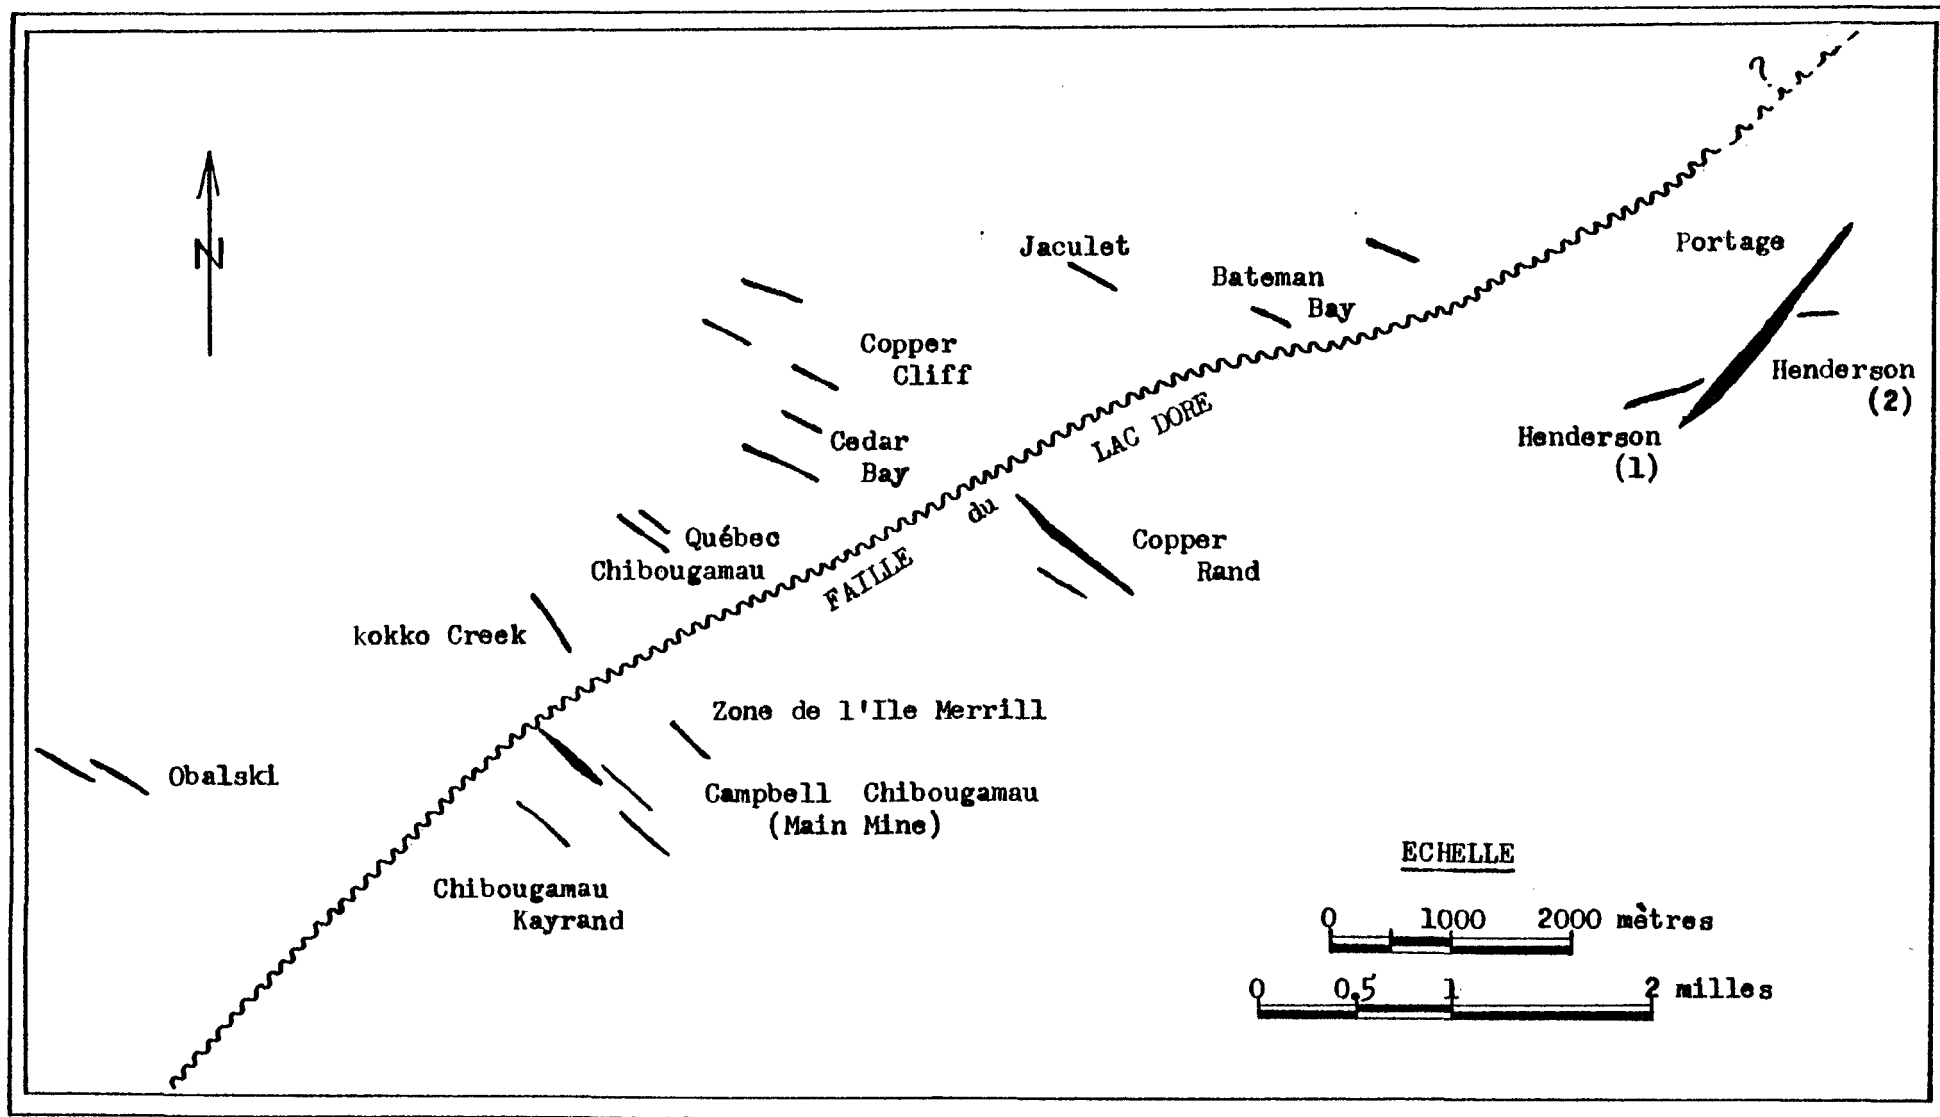 ?
N
Portage
Jaculet
Bateman
Bay
Copper
Cliff
Henderson
(2)
LAC DORE
Cedar
Bay
Henderson
(1)
du
Québec
Chibougamau
FAILLE
Copper
Rand
kokko Creek
Zone de l'Ile Merrill
Obalski
Campbell Chibougamau
(Main Mine)
Chibougamau
Kayrand
ECHELLE
0 1000 2000 mètres
0 0.5 1 2 milles